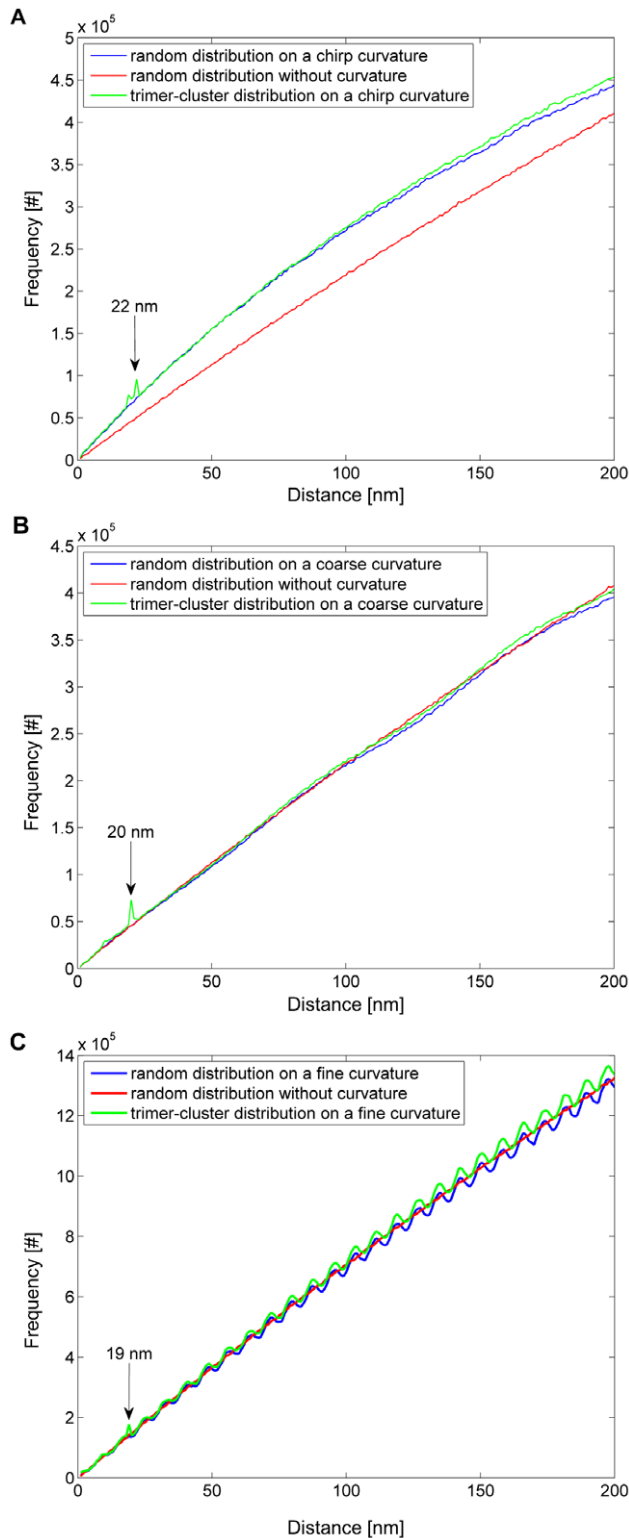 A
x 10⁵
5
4.5
4
3.5
3
2.5
2
1.5
1
0.5
0
Frequency [#]
random distribution on a chirp curvature
random distribution without curvature
trimer-cluster distribution on a chirp curvature
22 nm
0 50 100 150 200
Distance [nm]
B
x 10⁵
4.5
4
3.5
3
2.5
2
1.5
1
0.5
0
Frequency [#]
random distribution on a coarse curvature
random distribution without curvature
trimer-cluster distribution on a coarse curvature
20 nm
0 50 100 150 200
Distance [nm]
C
x 10⁵
14
12
10
8
6
4
2
0
Frequency [#]
random distribution on a fine curvature
random distribution without curvature
trimer-cluster distribution on a fine curvature
19 nm
0 50 100 150 200
Distance [nm]